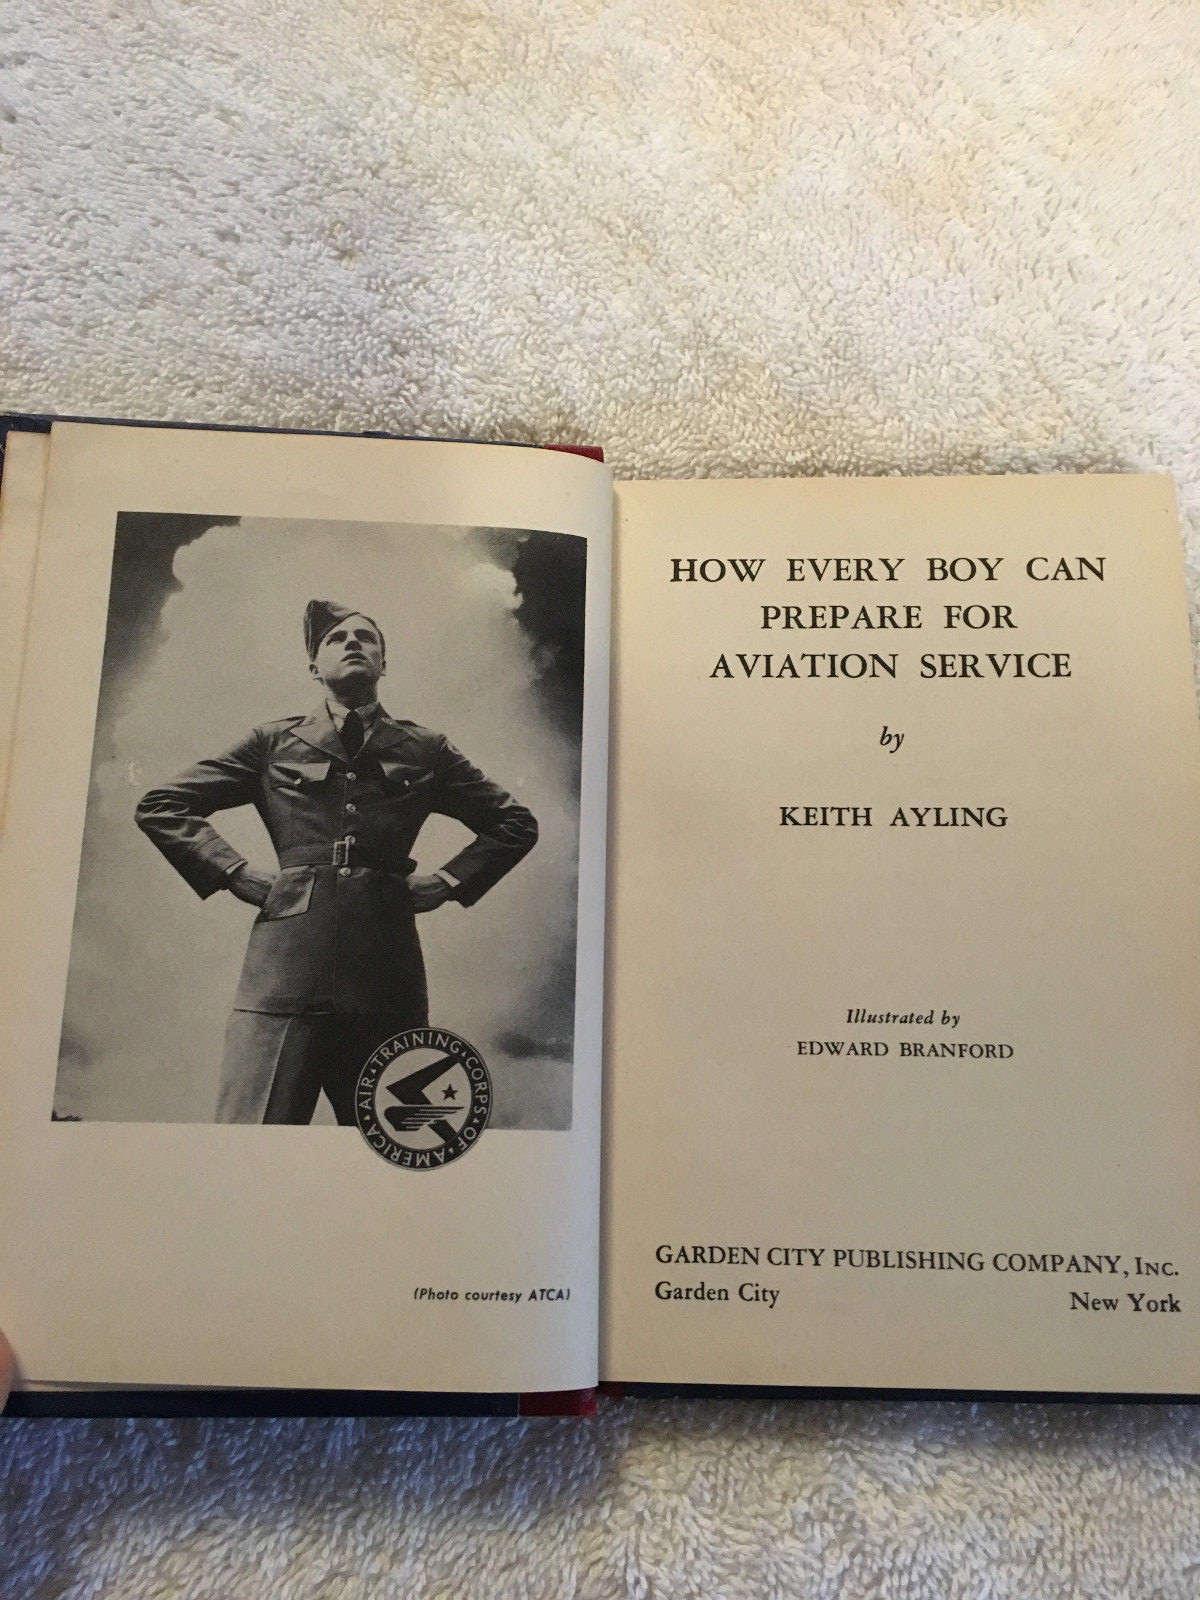 AIR • TRAINING • CORPS • OF • AMERICA •
(Photo courtesy ATCA)
HOW EVERY BOY CAN
PREPARE FOR
AVIATION SERVICE
by
KEITH AYLING
Illustrated by
EDWARD BRANFORD
GARDEN CITY PUBLISHING COMPANY, INC.
Garden City New York